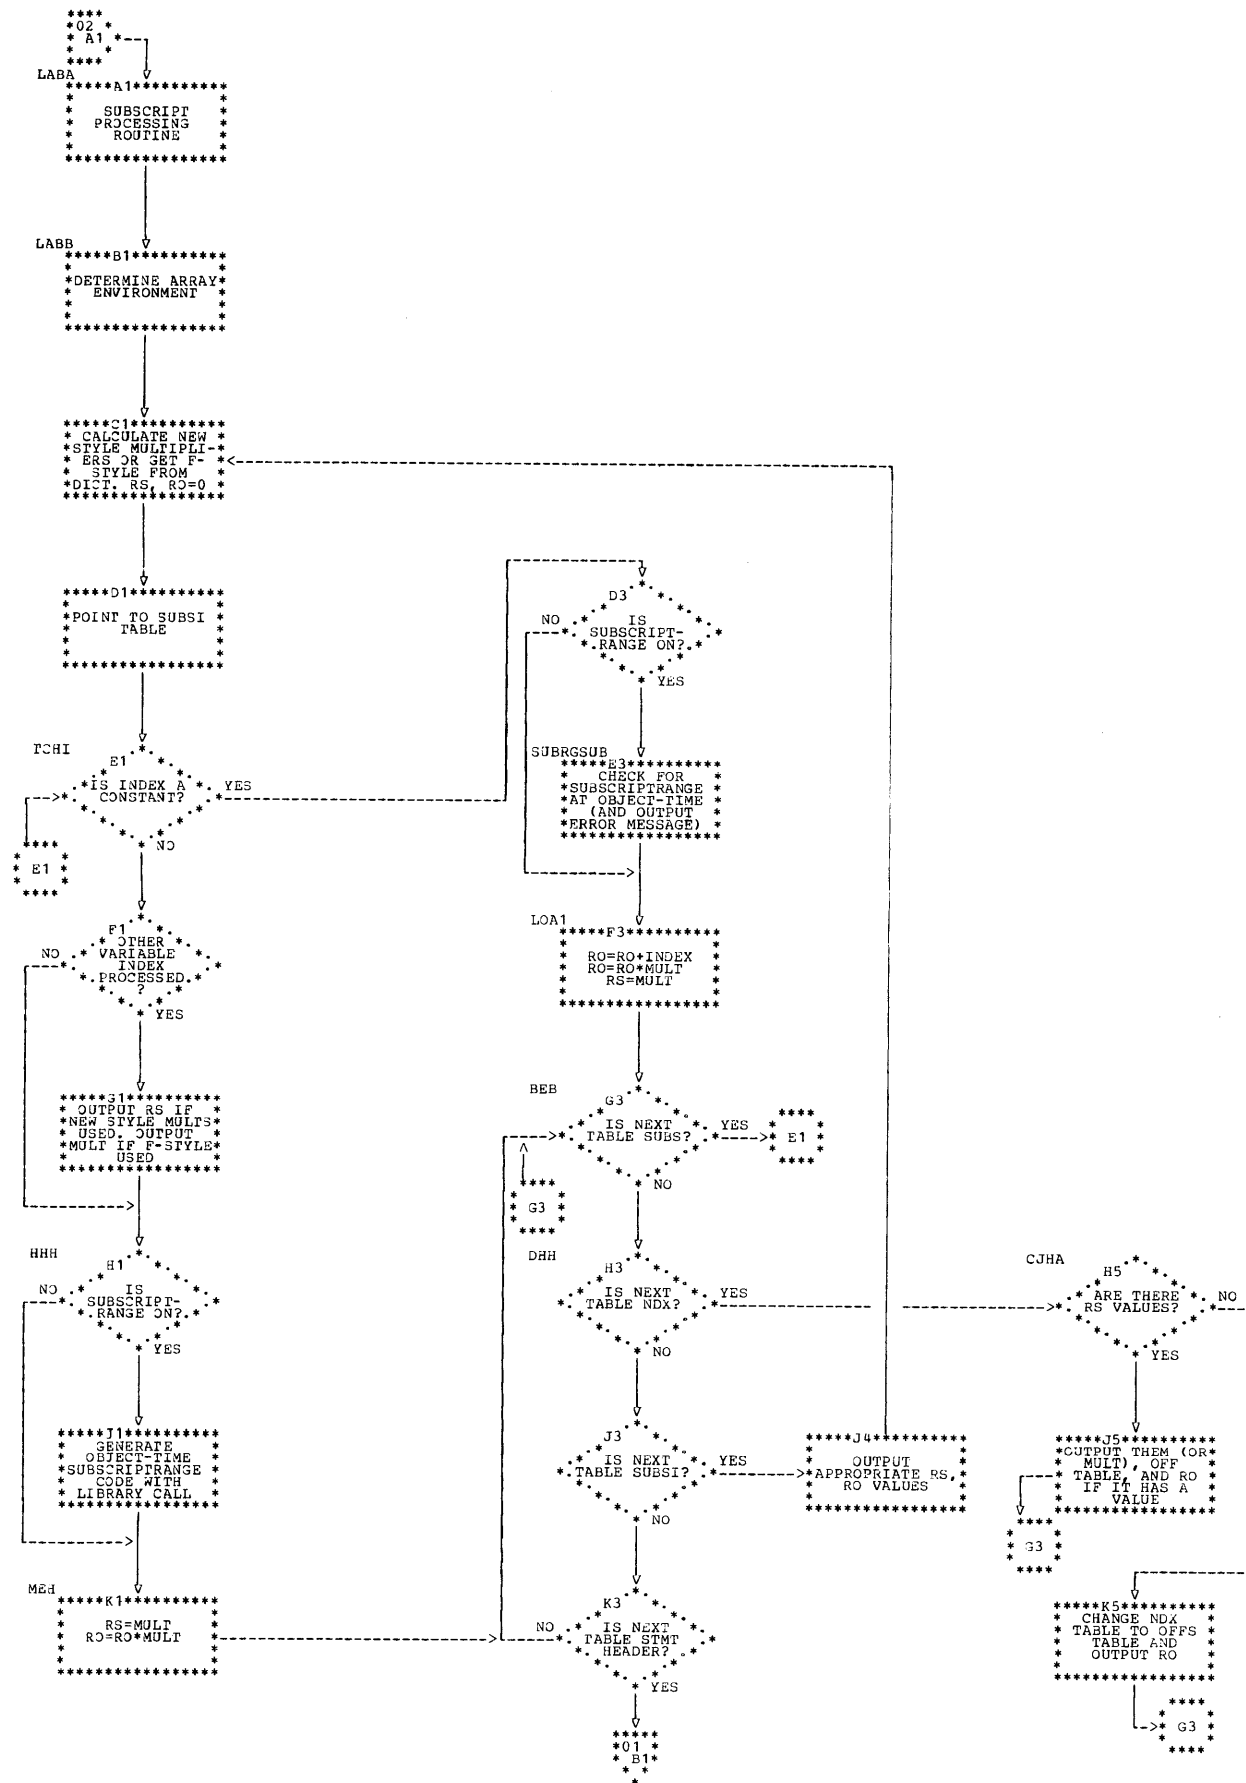 02
A1
LABA
A1
SUBSCRIPT
PROCESSING
ROUTINE
LABB
B1
DETERMINE ARRAY
ENVIRONMENT
C1
CALCULATE NEW
STYLE MULTIPLI-
ERS OR GET F-
STYLE FROM
DICT. RS, RO=0
D1
POINT TO SUBSI
TABLE
E1
IS INDEX A
CONSTANT?
YES
NO
E1
F1
OTHER
VARIABLE
INDEX
PROCESSED
?
NO
YES
G1
OUTPUT RS IF
NEW STYLE MULTS
USED. OUTPUT
MULT IF F-STYLE
USED
HHH
H1
IS
SUBSCRIPT-
RANGE ON?
NO
YES
J1
GENERATE
OBJECT-TIME
SUBSCRIPTRANGE
CODE WITH
LIBRARY CALL
MEH
K1
RS=MULT
RO=RO*MULT
D3
IS
SUBSCRIPT-
RANGE ON?
NO
YES
SUBRGSUB
E3
CHECK FOR
SUBSCRIPTRANGE
AT OBJECT-TIME
(AND OUTPUT
ERROR MESSAGE)
LOA1
F3
RO=RO+INDEX
RO=RO*MULT
RS=MULT
BEB
G3
IS NEXT
TABLE SUBS?
YES
E1
NO
G3
DHH
H3
IS NEXT
TABLE NDX?
YES
NO
J3
IS NEXT
TABLE SUBSI?
YES
NO
J4
OUTPUT
APPROPRIATE RS,
RO VALUES
K3
IS NEXT
TABLE STMT
HEADER?
NO
YES
01
B1
CJHA
H5
ARE THERE
RS VALUES?
NO
YES
J5
OUTPUT THEM (OR
MULT), OFF
TABLE, AND RO
IF IT HAS A
VALUE
G3
K5
CHANGE NDX
TABLE TO OFFS
TABLE AND
OUTPUT RO
G3